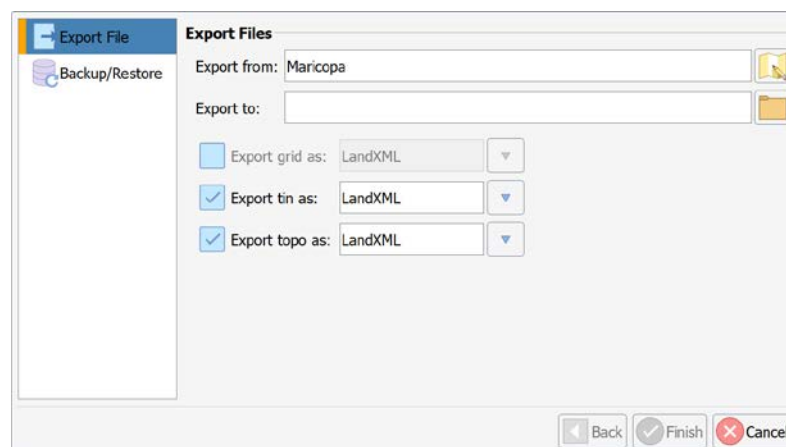 Export File
Backup/Restore
Export Files
Export from: Maricopa
Export to:
Export grid as: LandXML
Export tin as: LandXML
Export topo as: LandXML
Back Finish Cancel